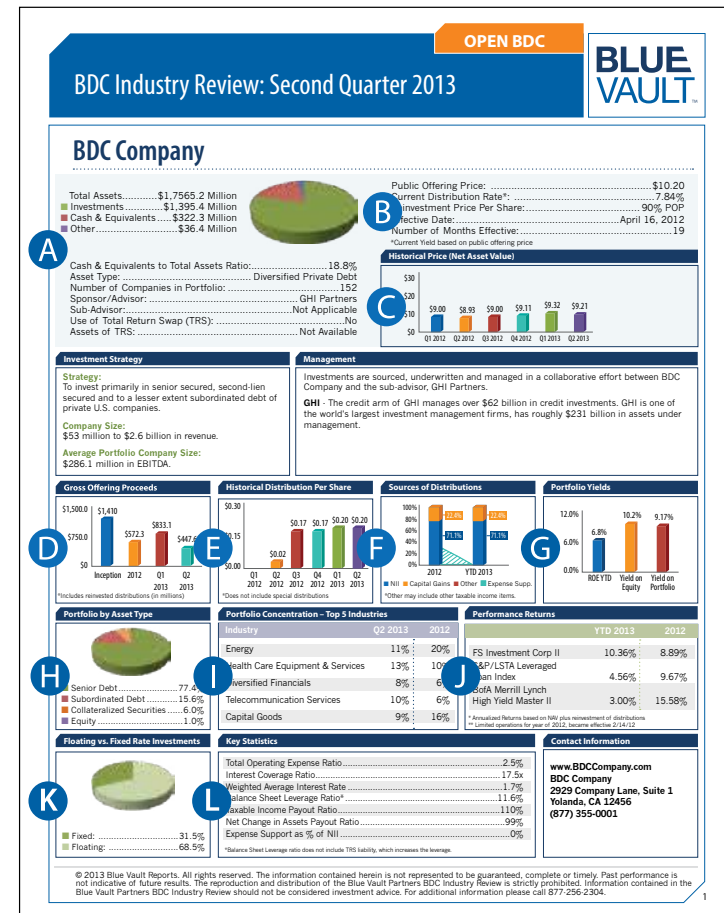 OPEN BDC
BDC Industry Review: Second Quarter 2013
BLUE
VAULT™
BDC Company
Total Assets............$1,7565.2 Million
Investments ............$1,395.4 Million
Cash & Equivalents .....$322.3 Million
Other....................$36.4 Million
A
Cash & Equivalents to Total Assets Ratio:...................18.8%
Asset Type: ............................... Diversified Private Debt
Number of Companies in Portfolio: .........................152
Sponsor/Advisor: ....................................... GHI Partners
Sub-Advisor:.........................................Not Applicable
Use of Total Return Swap (TRS): ..............................No
Assets of TRS: ....................................... Not Available
B
Public Offering Price: ..........................................$10.20
Current Distribution Rate*: ....................................7.84%
Reinvestment Price Per Share:.............................90% POP
Effective Date:...........................................April 16, 2012
Number of Months Effective:.......................................19
*Current Yield based on public offering price
Historical Price (Net Asset Value)
C
$30
$20
$10
$0
$9.00 $8.93 $9.00 $9.11 $9.32 $9.21
Q1 2012 Q2 2012 Q3 2012 Q4 2012 Q1 2013 Q2 2013
Investment Strategy
Strategy:
To invest primarily in senior secured, second-lien
secured and to a lesser extent subordinated debt of
private U.S. companies.
Company Size:
$53 million to $2.6 billion in revenue.
Average Portfolio Company Size:
$286.1 million in EBITDA.
Management
Investments are sourced, underwritten and managed in a collaborative effort between BDC
Company and the sub-advisor, GHI Partners.
GHI - The credit arm of GHI manages over $62 billion in credit investments. GHI is one of
the world's largest investment management firms, has roughly $231 billion in assets under
management.
Gross Offering Proceeds
D
$1,500.0
$750.0
$0
$1,410
$572.3
$833.1
$447.6
Inception 2012 Q1 Q2
2013 2013
*Includes reinvested distributions (in millions)
Historical Distribution Per Share
E
$0.30
$0.15
$0.00
$0.02
$0.17 $0.17 $0.20 $0.20
Q1 Q2 Q3 Q4 Q1 Q2
2012 2012 2012 2012 2013 2013
*Does not include special distributions
Sources of Distributions
F
100%
80%
60%
40%
20%
0%
22.4% 22.4%
71.1% 71.1%
2012 YTD 2013
NII Capital Gains Other Expense Supp.
*Other may include other taxable income items.
Portfolio Yields
G
12.0%
6.0%
0.0%
6.8%
10.2%
9.17%
ROE YTD Yield on Yield on
Equity Portfolio
Portfolio by Asset Type
H
Senior Debt........................77.4%
Subordinated Debt ..............15.6%
Collateralized Securities .......6.0%
Equity.................................1.0%
Portfolio Concentration – Top 5 Industries
I
Industry Q2 2013 2012
Energy 11% 20%
Health Care Equipment & Services 13% 10%
Diversified Financials 8% 6%
Telecommunication Services 10% 6%
Capital Goods 9% 16%
Performance Returns
J
YTD 2013 2012
FS Investment Corp II 10.36% 8.89%
S&P/LSTA Leveraged
Loan Index 4.56% 9.67%
BofA Merrill Lynch
High Yield Master II 3.00% 15.58%
* Annualized Returns based on NAV plus reinvestment of distributions
** Limited operations for year of 2012, became effective 2/14/12
Floating vs. Fixed Rate Investments
K
Fixed: ...........................31.5%
Floating: ........................68.5%
Key Statistics
L
Total Operating Expense Ratio....................................2.5%
Interest Coverage Ratio............................................17.5x
Weighted Average Interest Rate ..................................1.7%
Balance Sheet Leverage Ratio*..................................11.6%
Taxable Income Payout Ratio.....................................110%
Net Change in Assets Payout Ratio...............................99%
Expense Support as % of NII ........................................0%
*Balance Sheet Leverage ratio does not include TRS liability, which increases the leverage.
Contact Information
www.BDCCompany.com
BDC Company
2929 Company Lane, Suite 1
Yolanda, CA 12456
(877) 355-0001
© 2013 Blue Vault Reports. All rights reserved. The information contained herein is not represented to be guaranteed, complete or timely. Past performance is
not indicative of future results. The reproduction and distribution of the Blue Vault Partners BDC Industry Review is strictly prohibited. Information contained in the
Blue Vault Partners BDC Industry Review should not be considered investment advice. For additional information please call 877-256-2304.
1